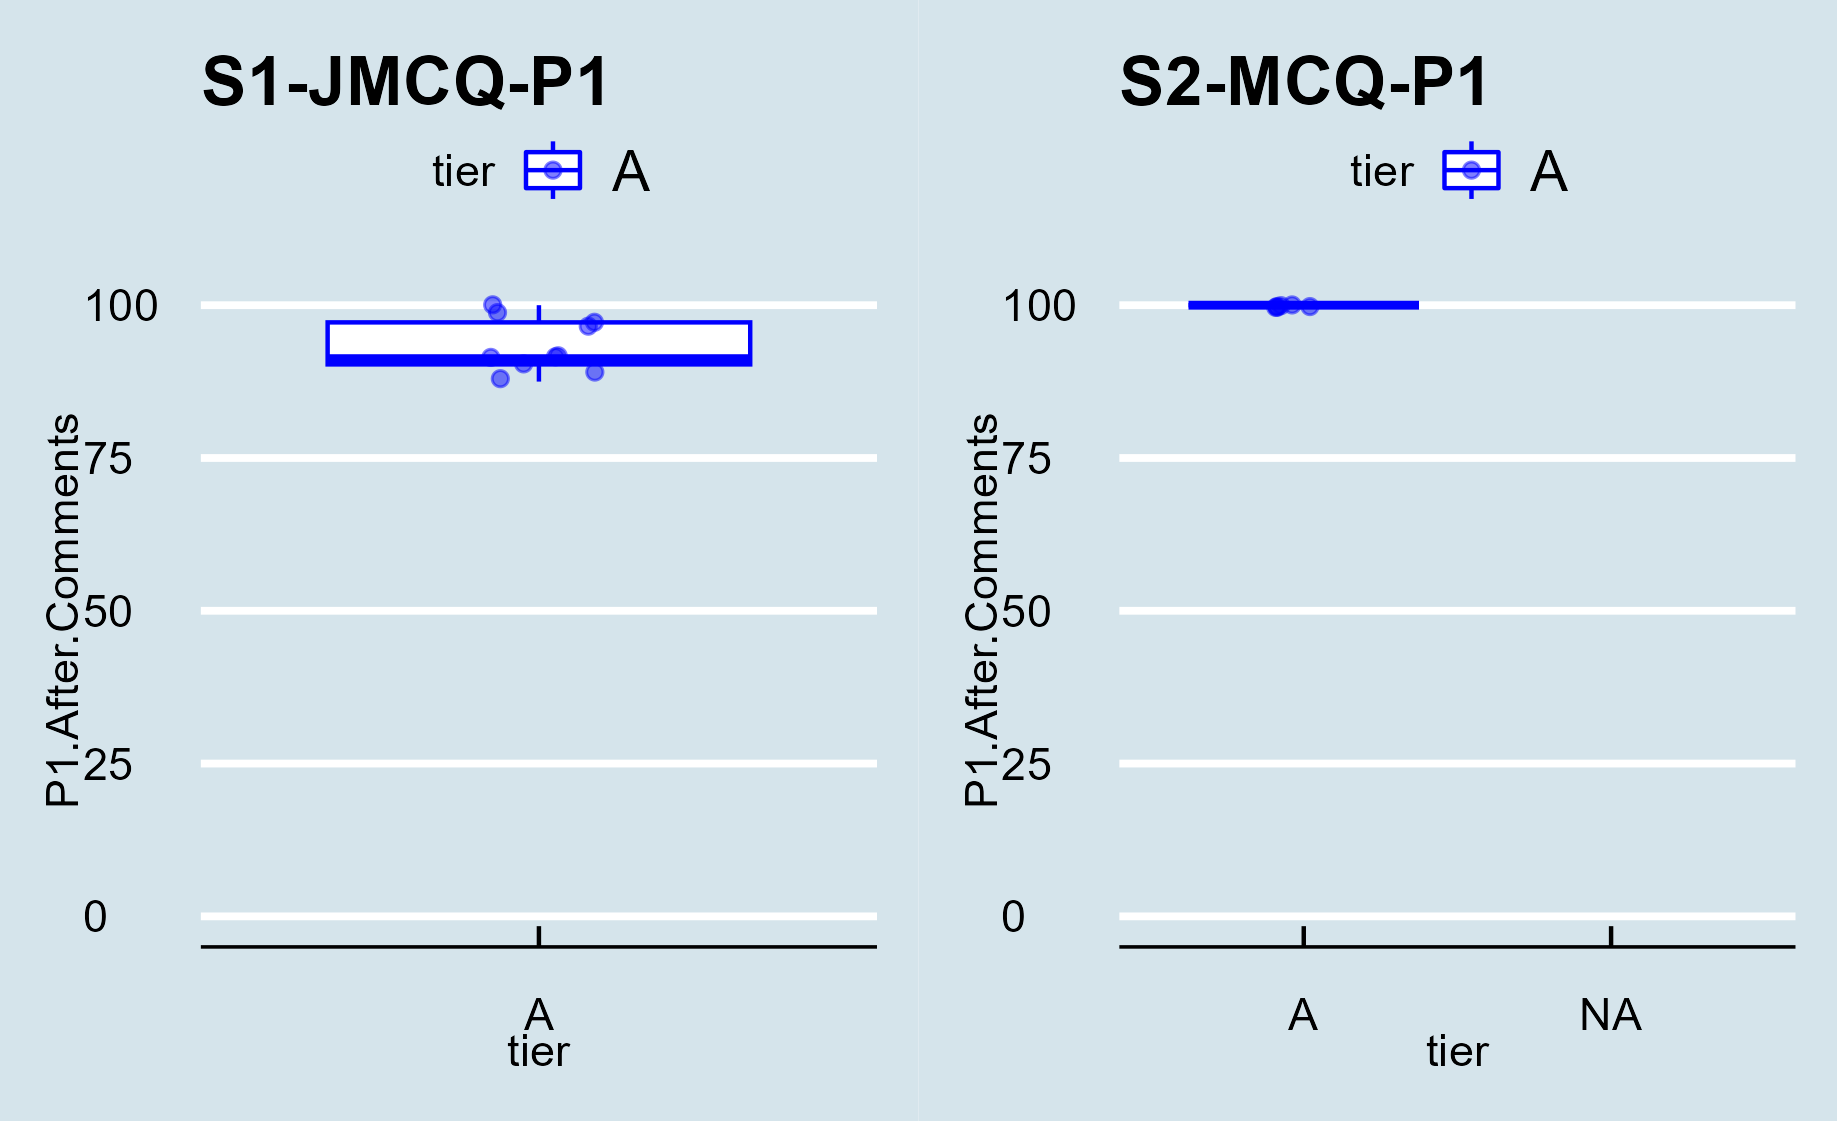 S1-JMCQ-P1
tier A
100
75
50
25
0
P1.After.Comments
A
tier
S2-MCQ-P1
tier A
100
75
50
25
0
P1.After.Comments
A NA
tier